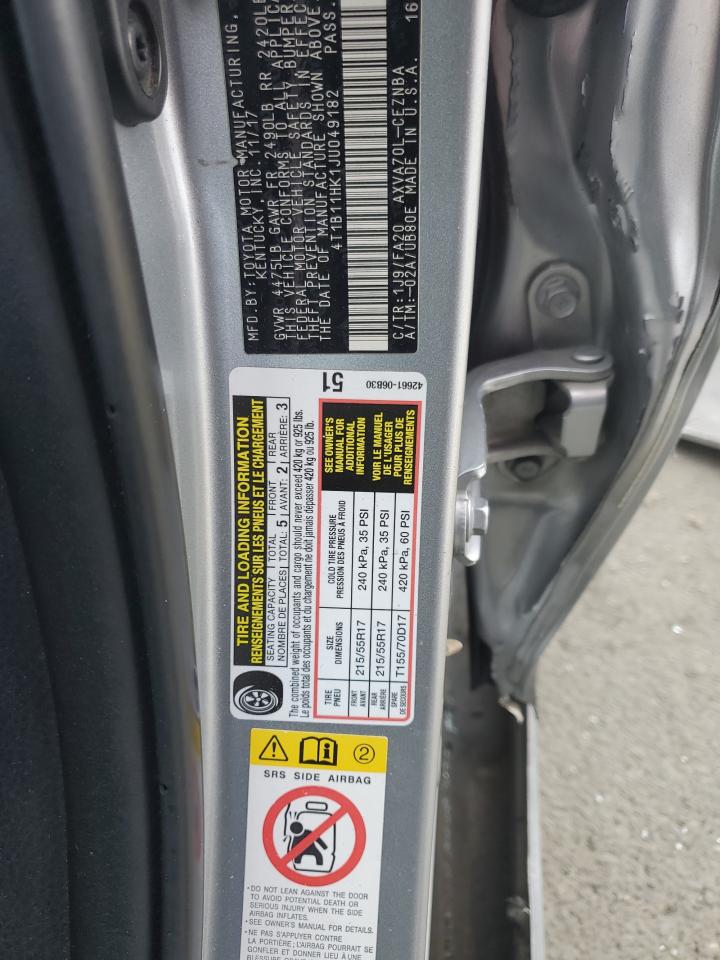 MFD. BY: TOYOTA MOTOR MANUFACTURING,
KENTUCKY, INC. 11/17
GVWR 4475LB GAWR FR 2490LB RR 2420LB
THIS VEHICLE CONFORMS TO ALL APPLIC
FEDERAL MOTOR VEHICLE SAFETY, BUMPER
THEFT PREVENTION STANDARDS IN EFFEC
THE DATE OF MANUFACTURE SHOWN ABOVE
4T1B11HK1JU049182 PASS.
C/TR: 1J9/FA20 AXVA70L-CEZNBA
A/TM: -02A/UB80E MADE IN U.S.A. 16
TIRE AND LOADING INFORMATION
RENSEIGNEMENTS SUR LES PNEUS ET LE CHARGEMENT
SEATING CAPACITY TOTAL FRONT REAR
NOMBRE DE PLACES TOTAL: 5 AVANT: 2 ARRIÈRE: 3
The combined weight of occupants and cargo should never exceed 420 kg or 925 lbs.
Le poids total des occupants et du chargement ne doit jamais dépasser 420 kg ou 925 lb.
TIRE SIZE COLD TIRE PRESSURE
PNEU DIMENSIONS PRESSION DES PNEUS À FROID
FRONT
AVANT 215/55R17 240 kPa, 35 PSI
REAR
ARRIÈRE 215/55R17 240 kPa, 35 PSI
SPARE
DE SECOURS T155/70D17 420 kPa, 60 PSI
SEE OWNER'S
MANUAL FOR
ADDITIONAL
INFORMATION
VOIR LE MANUEL
DE L'USAGER
POUR PLUS DE
RENSEIGNEMENTS
51
42661-06B30
2
SRS SIDE AIRBAG
•DO NOT LEAN AGAINST THE DOOR
TO AVOID POTENTIAL DEATH OR
SERIOUS INJURY WHEN THE SIDE
AIRBAG INFLATES.
•SEE OWNER'S MANUAL FOR DETAILS.
•NE PAS S'APPUYER CONTRE
LA PORTIÈRE; L'AIRBAG POURRAIT SE
GONFLER ET DONNER LIEU À UNE